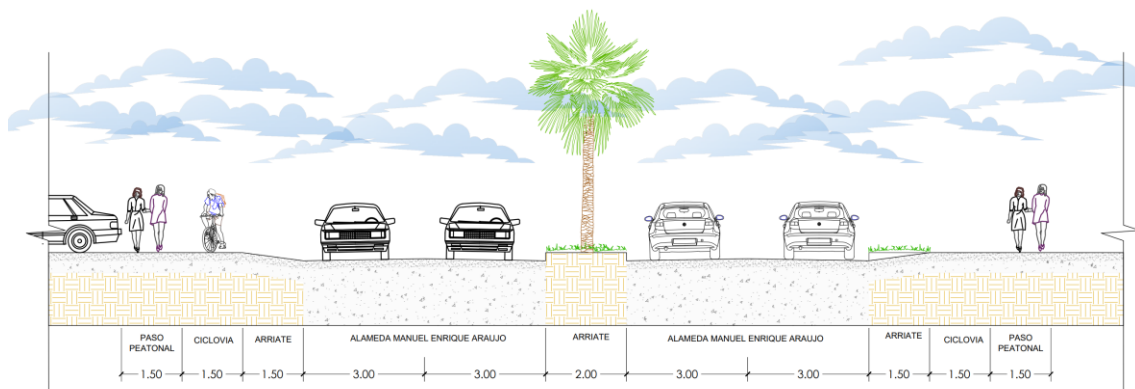 PASO
PEATONAL
CICLOVIA
ARRIATE
ALAMEDA MANUEL ENRIQUE ARAUJO
ARRIATE
ALAMEDA MANUEL ENRIQUE ARAUJO
ARRIATE
CICLOVIA
PASO
PEATONAL
1.50 1.50 1.50 3.00 3.00 2.00 3.00 3.00 1.50 1.50 1.50